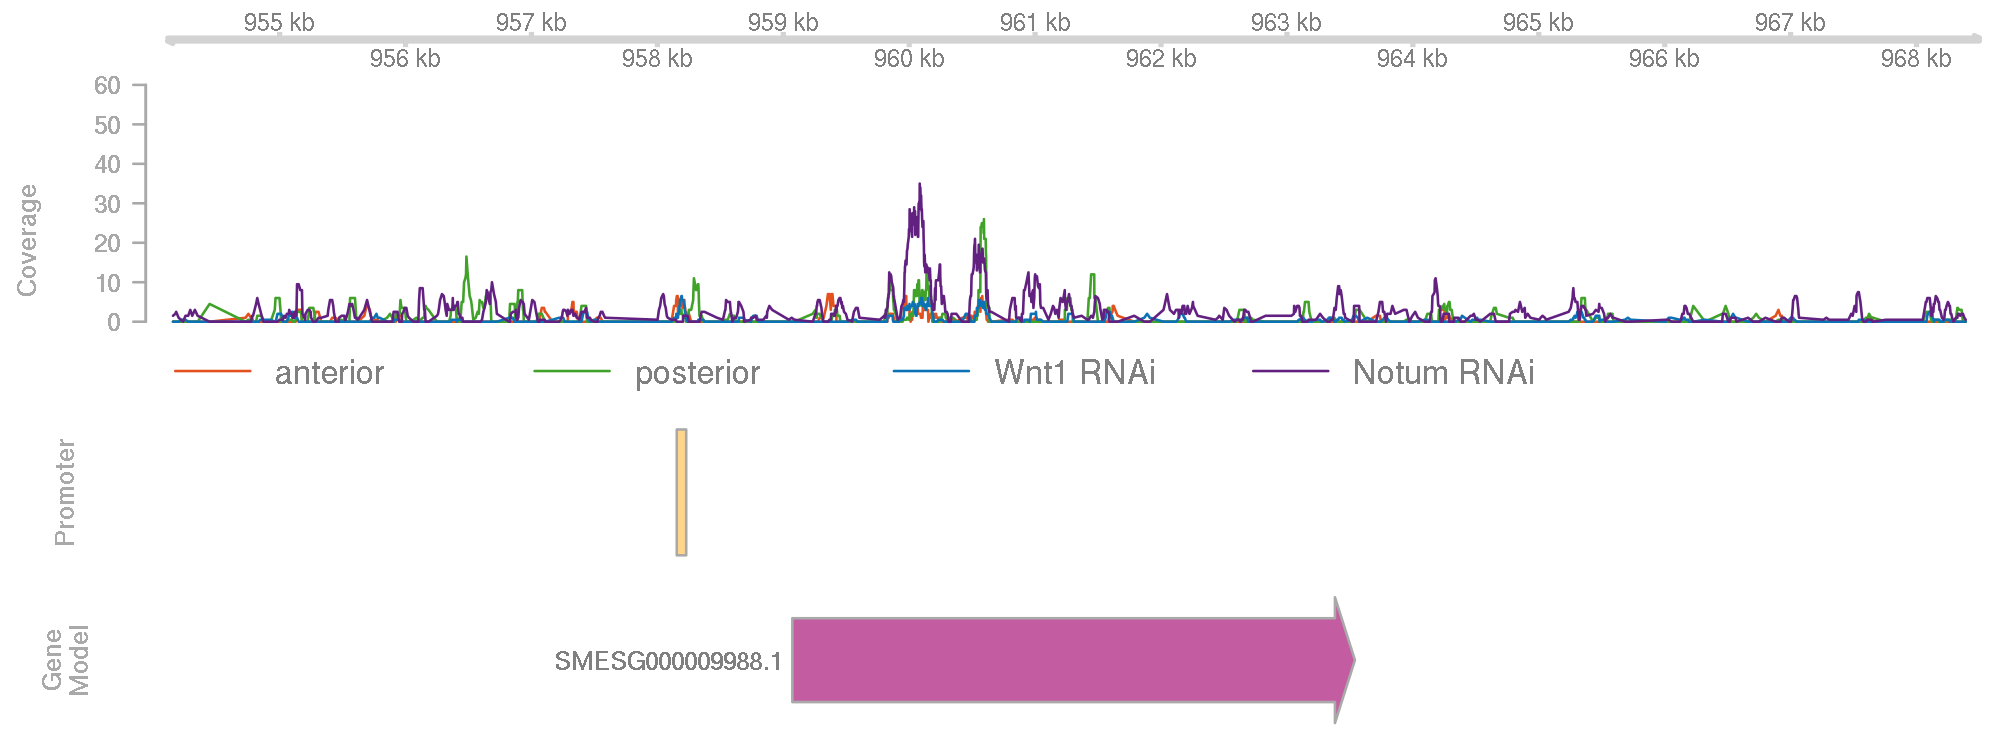 955 kb 957 kb 959 kb 961 kb 963 kb 965 kb 967 kb
956 kb 958 kb 960 kb 962 kb 964 kb 966 kb 968 kb
60
50
40
30
20
10
0
Coverage
anterior posterior Wnt1 RNAi Notum RNAi
Promoter
Gene
Model
SMESG000009988.1